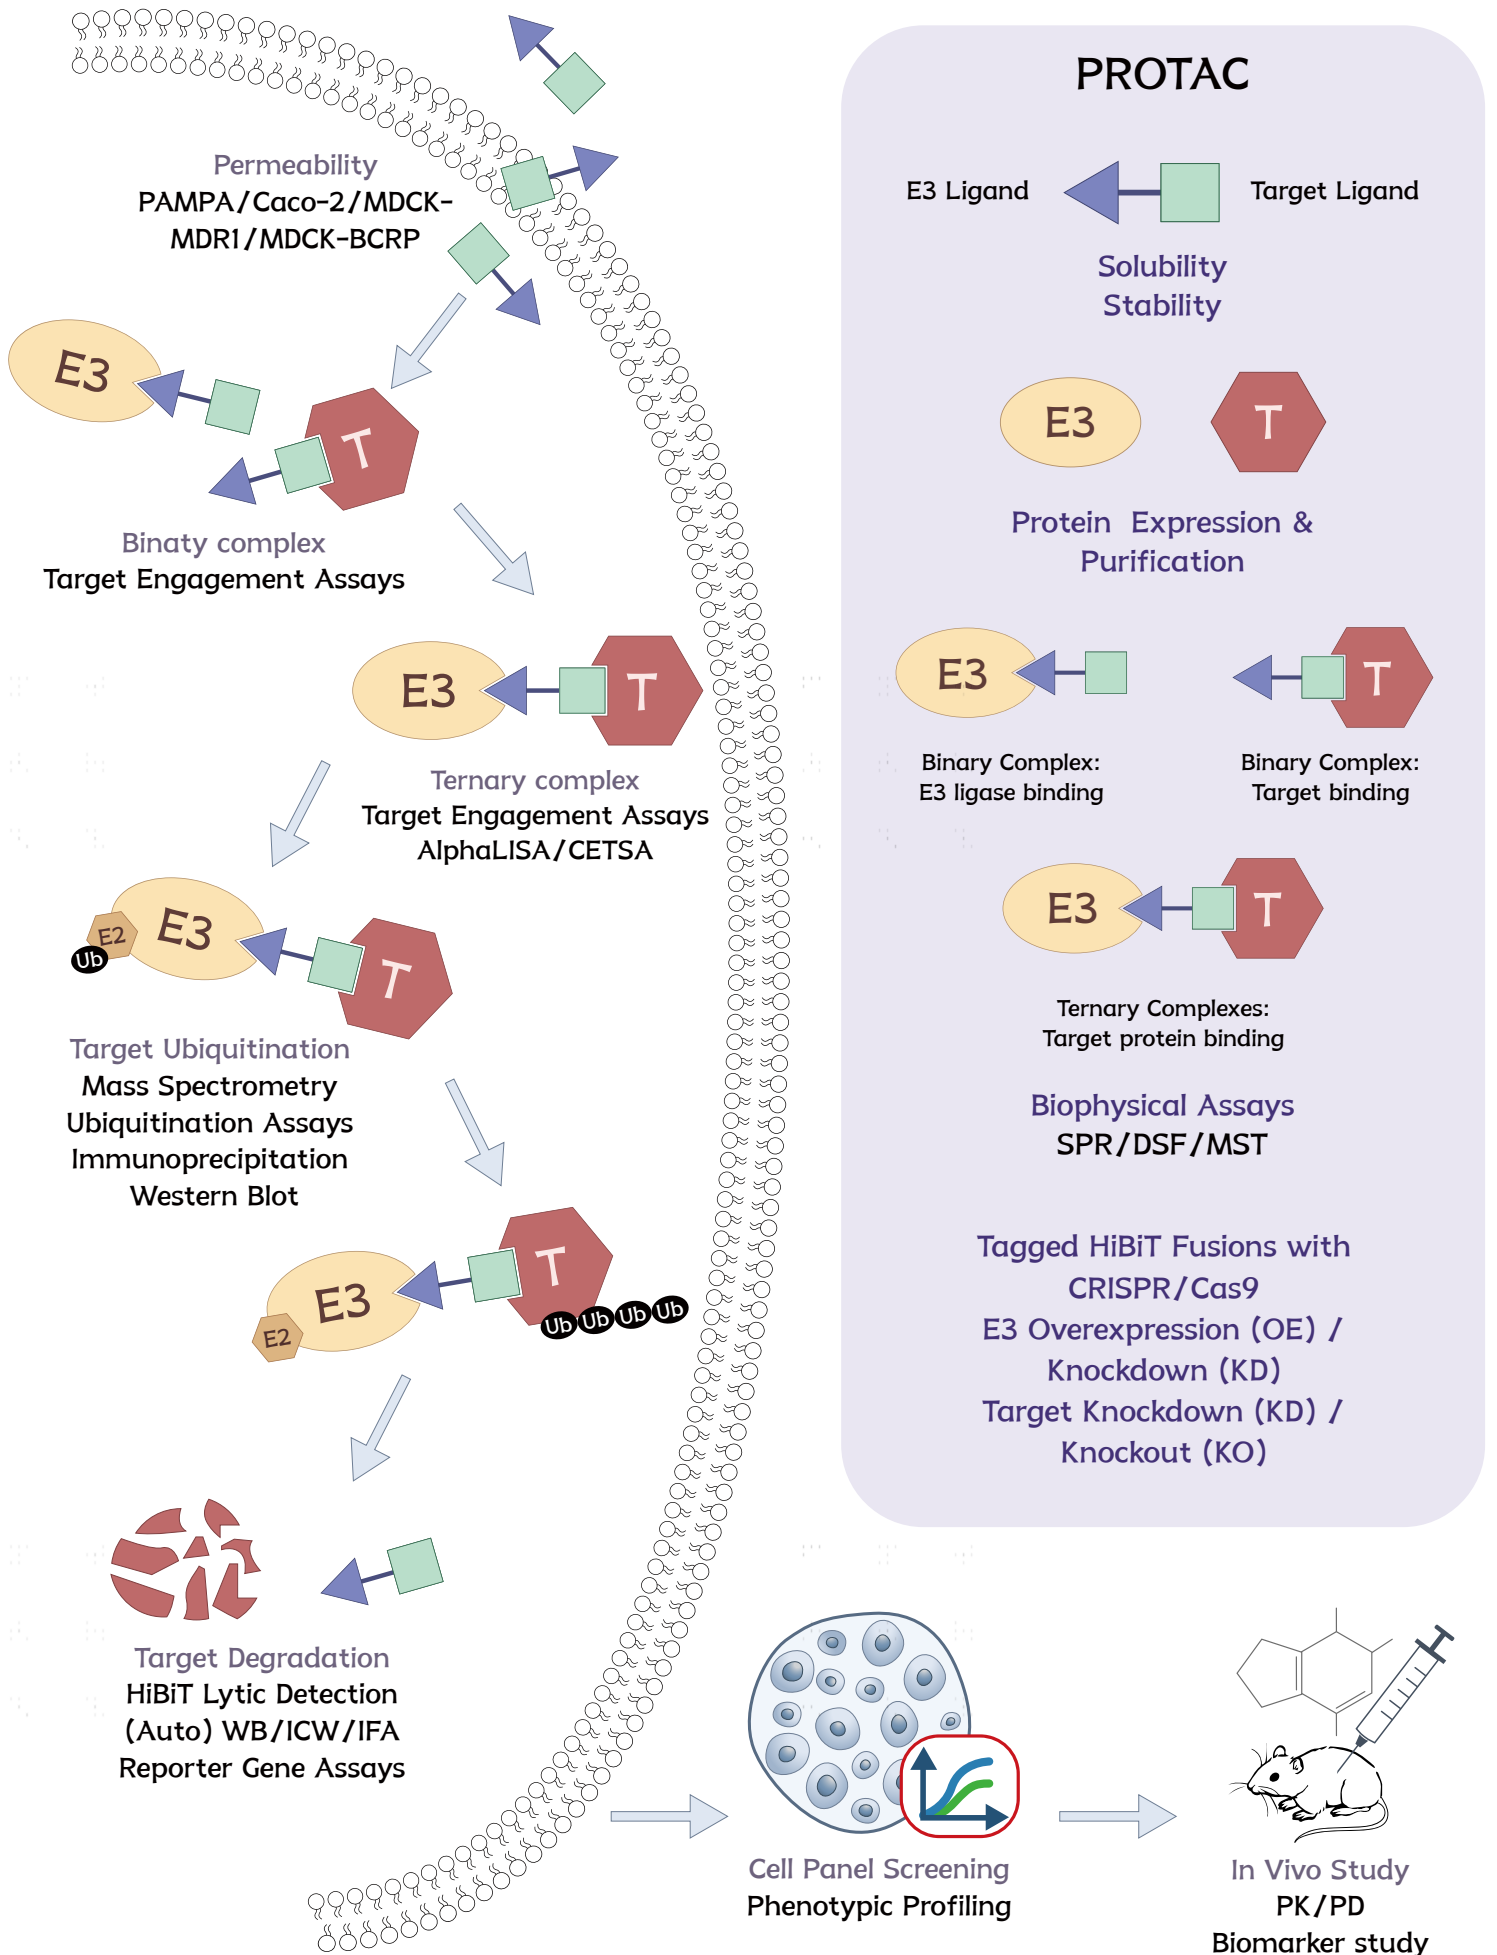 Permeability
PAMPA/Caco-2/MDCK-
MDR1/MDCK-BCRP
E3
T
Binaty complex
Target Engagement Assays
E3
T
Ternary complex
Target Engagement Assays
AlphaLISA/CETSA
E3
E2
Ub
T
Target Ubiquitination
Mass Spectrometry
Ubiquitination Assays
Immunoprecipitation
Western Blot
E3
E2
T
Ub Ub Ub Ub
Target Degradation
HiBiT Lytic Detection
(Auto) WB/ICW/IFA
Reporter Gene Assays
PROTAC
E3 Ligand
Target Ligand
Solubility
Stability
E3
T
Protein Expression &
Purification
E3
T
Binary Complex:
E3 ligase binding
Binary Complex:
Target binding
E3
T
Ternary Complexes:
Target protein binding
Biophysical Assays
SPR/DSF/MST
Tagged HiBiT Fusions with
CRISPR/Cas9
E3 Overexpression (OE) /
Knockdown (KD)
Target Knockdown (KD) /
Knockout (KO)
Cell Panel Screening
Phenotypic Profiling
In Vivo Study
PK/PD
Biomarker study